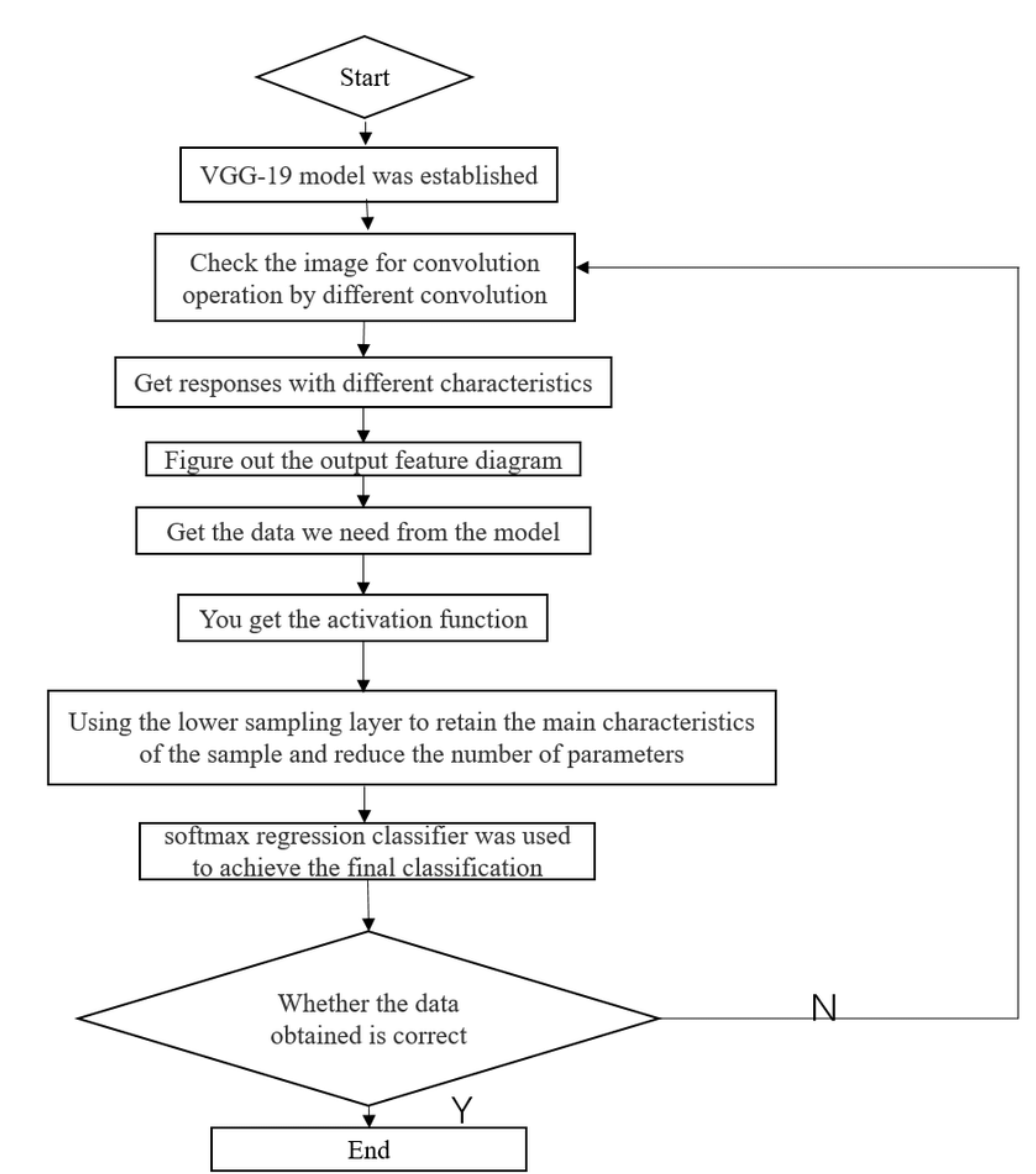 Start
VGG-19 model was established
Check the image for convolution
operation by different convolution
Get responses with different characteristics
Figure out the output feature diagram
Get the data we need from the model
You get the activation function
Using the lower sampling layer to retain the main characteristics
of the sample and reduce the number of parameters
softmax regression classifier was used
to achieve the final classification
Whether the data
obtained is correct
N
Y
End